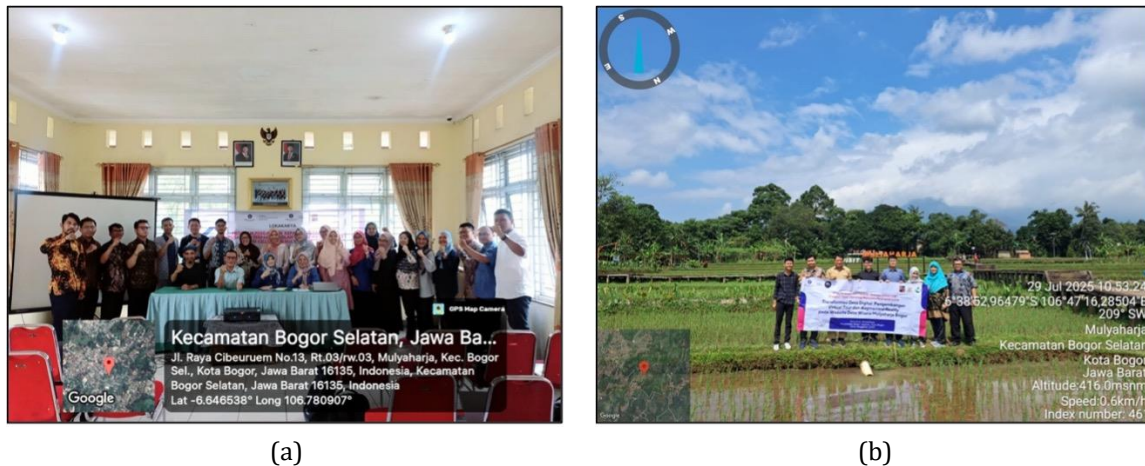 LOKAKARYA
GPS Map Camera
Kecamatan Bogor Selatan, Jawa Ba...
Jl. Raya Cibeuruem No.13, Rt.03/rw.03, Mulyaharja, Kec. Bogor
Sel., Kota Bogor, Jawa Barat 16135, Indonesia, Kecamatan
Bogor Selatan, Jawa Barat 16135, Indonesia
Lat -6.646538° Long 106.780907°
Google
(a)
S
W
E
N
29 Jul 2025 10.53.24
6°38'52.96479"S 106°47'16.28504"E
209° SW
Mulyaharja
Kecamatan Bogor Selatan
Kota Bogor
Jawa Barat
Altitude:416.0msnm
Speed:0.6km/h
Index number: 461
Google
(b)